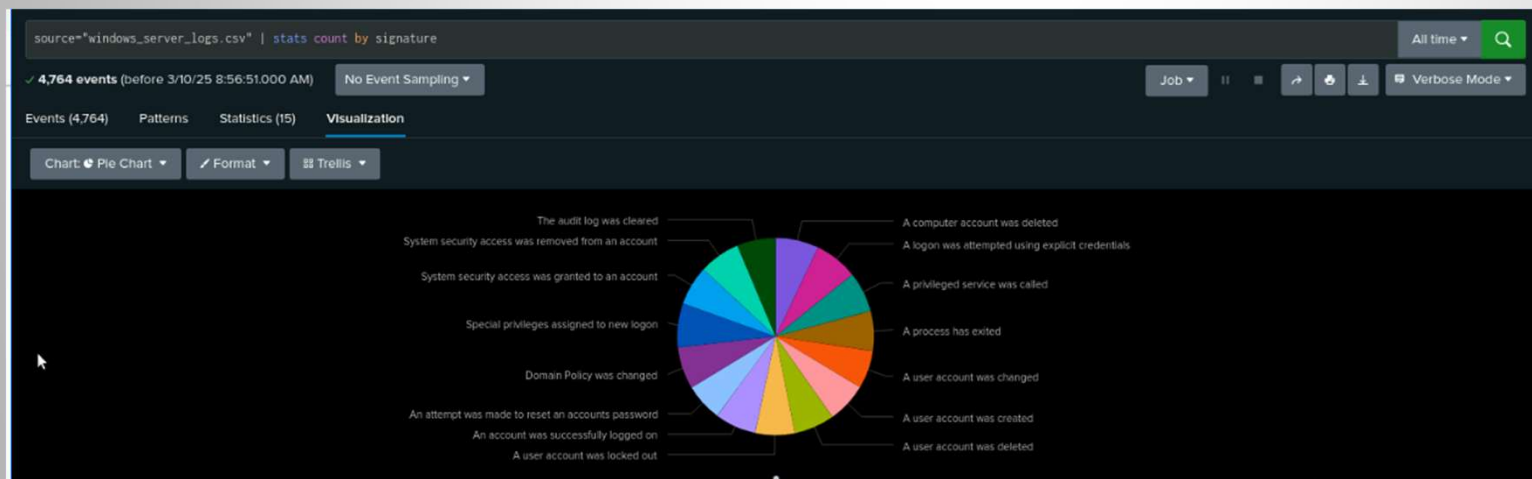 source="windows_server_logs.csv" | stats count by signature
All time
4,764 events (before 3/10/25 8:56:51.000 AM)
No Event Sampling
Job
Verbose Mode
Events (4,764)
Patterns
Statistics (15)
Visualization
Chart: Pie Chart
Format
Trellis
The audit log was cleared
System security access was removed from an account
System security access was granted to an account
Special privileges assigned to new logon
Domain Policy was changed
An attempt was made to reset an accounts password
An account was successfully logged on
A user account was locked out
A computer account was deleted
A logon was attempted using explicit credentials
A privileged service was called
A process has exited
A user account was changed
A user account was created
A user account was deleted